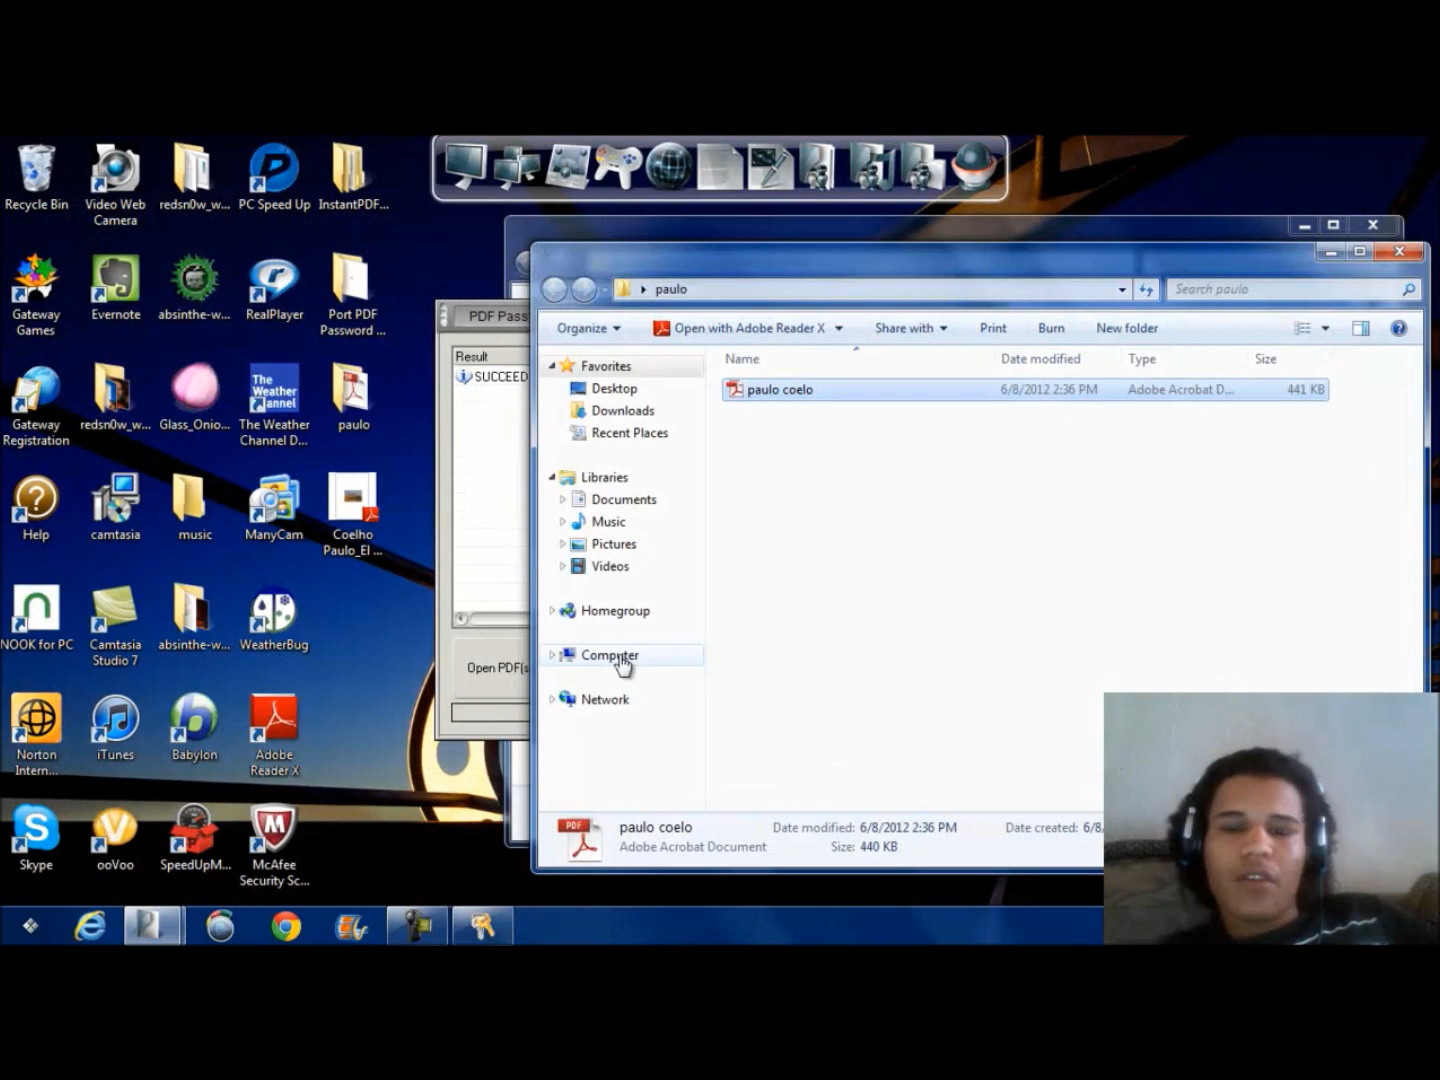 Recycle Bin
Video Web
Camera
redsn0w_w...
PC Speed Up
InstantPDF...
Gateway
Games
Evernote
absinthe-w...
RealPlayer
Port PDF
Password ...
Gateway
Registration
redsn0w_w...
Glass_Onio...
The
Weather
Channel
The Weather
Channel D...
paulo
Help
camtasia
music
ManyCam
Coelho
Paulo_El ...
NOOK for PC
Camtasia
Studio 7
absinthe-w...
WeatherBug
Norton
Intern...
iTunes
Babylon
Adobe
Reader X
Skype
ooVoo
SpeedUpM...
McAfee
Security Sc...
PDF Pass
Result
SUCCEED
Open PDF(s
paulo
Search paulo
Organize
Open with Adobe Reader X
Share with
Print
Burn
New folder
Favorites
Desktop
Downloads
Recent Places
Libraries
Documents
Music
Pictures
Videos
Homegroup
Computer
Network
Name
Date modified
Type
Size
paulo coelo
6/8/2012 2:36 PM
Adobe Acrobat D...
441 KB
PDF
paulo coelo
Date modified: 6/8/2012 2:36 PM
Date created: 6/8,
Adobe Acrobat Document
Size: 440 KB